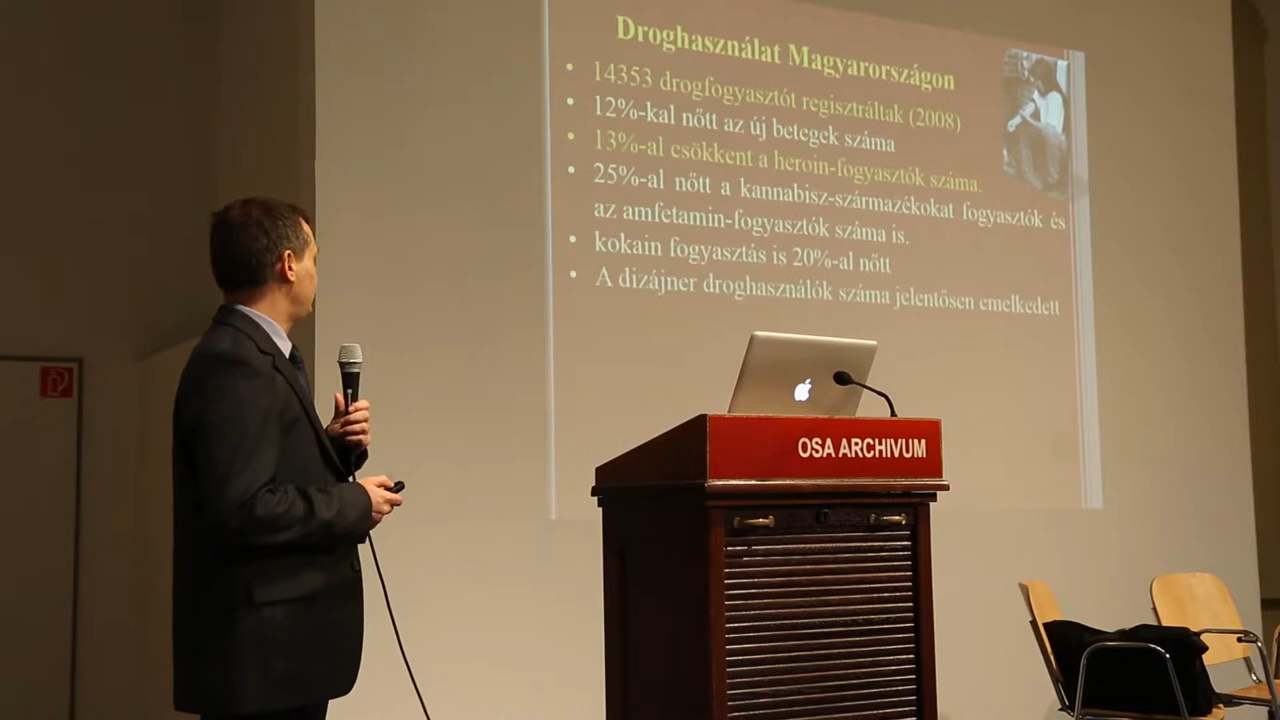 Droghasználat Magyarországon
• 14353 drogfogyasztót regisztráltak (2008)
• 12%-kal nőtt az új betegek száma
• 13%-al csökkent a heroin-fogyasztók száma.
• 25%-al nőtt a kannabisz-származékokat fogyasztók és
az amfetamin-fogyasztók száma is.
• kokain fogyasztás is 20%-al nőtt
• A dizájner droghasználók száma jelentősen emelkedett
OSA ARCHIVUM